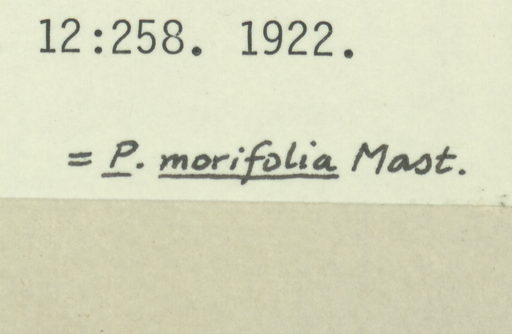 12:258. 1922.
= P. morifolia Mast.